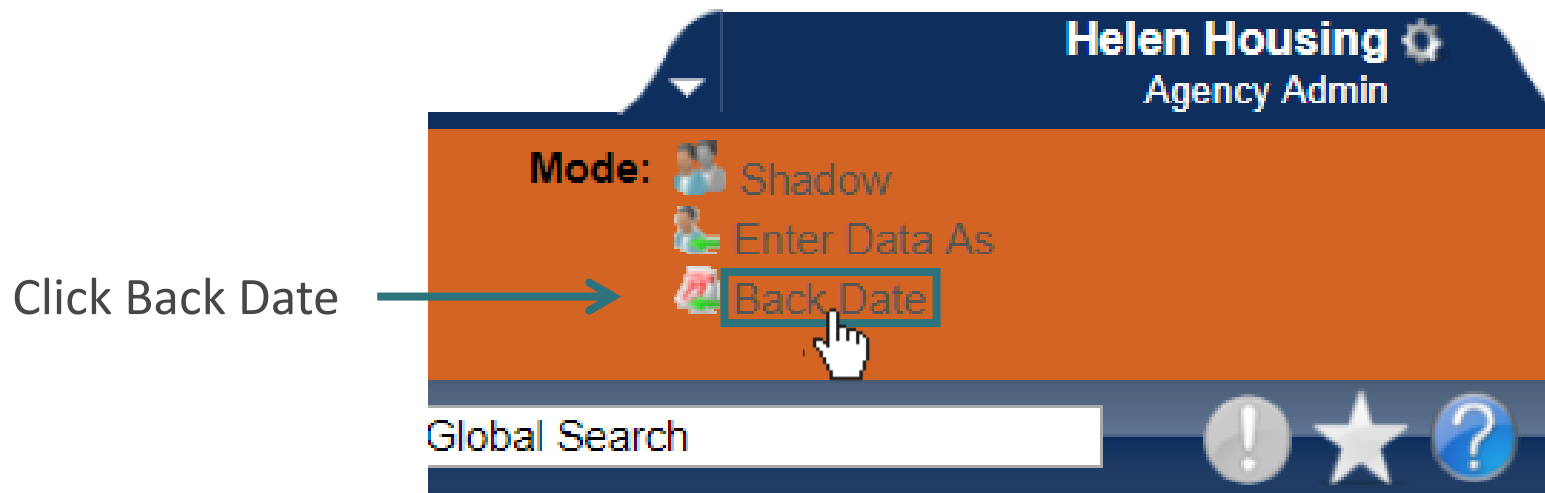 Helen Housing
Agency Admin
Mode: Shadow
Enter Data As
Click Back Date
Back Date
Global Search